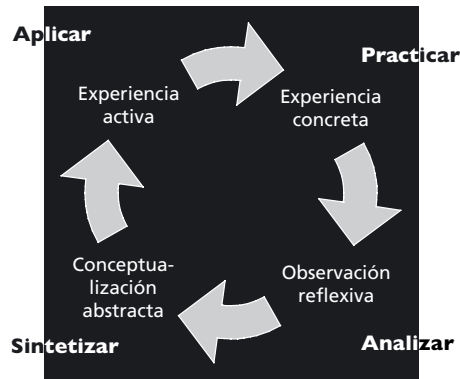 Aplicar
Practicar
Experiencia
activa
Experiencia
concreta
Conceptua-
lización
abstracta
Observación
reflexiva
Sintetizar
Analizar